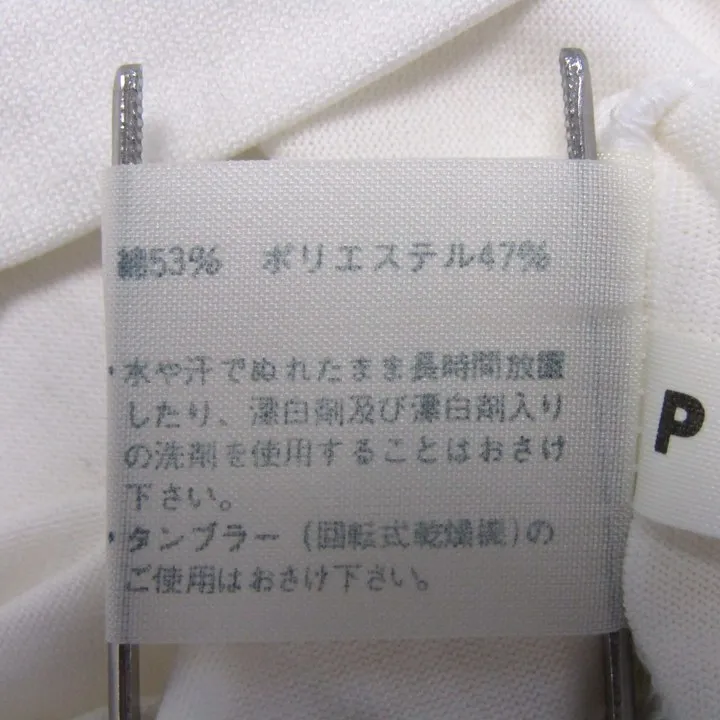 綿53% ポリエステル47%
・水や汗でぬれたまま長時間放置
したり、漂白剤及び漂白剤入り
の洗剤を使用することはおさけ
下さい。
・タンブラー(回転式乾燥機)の
ご使用はおさけ下さい。
P